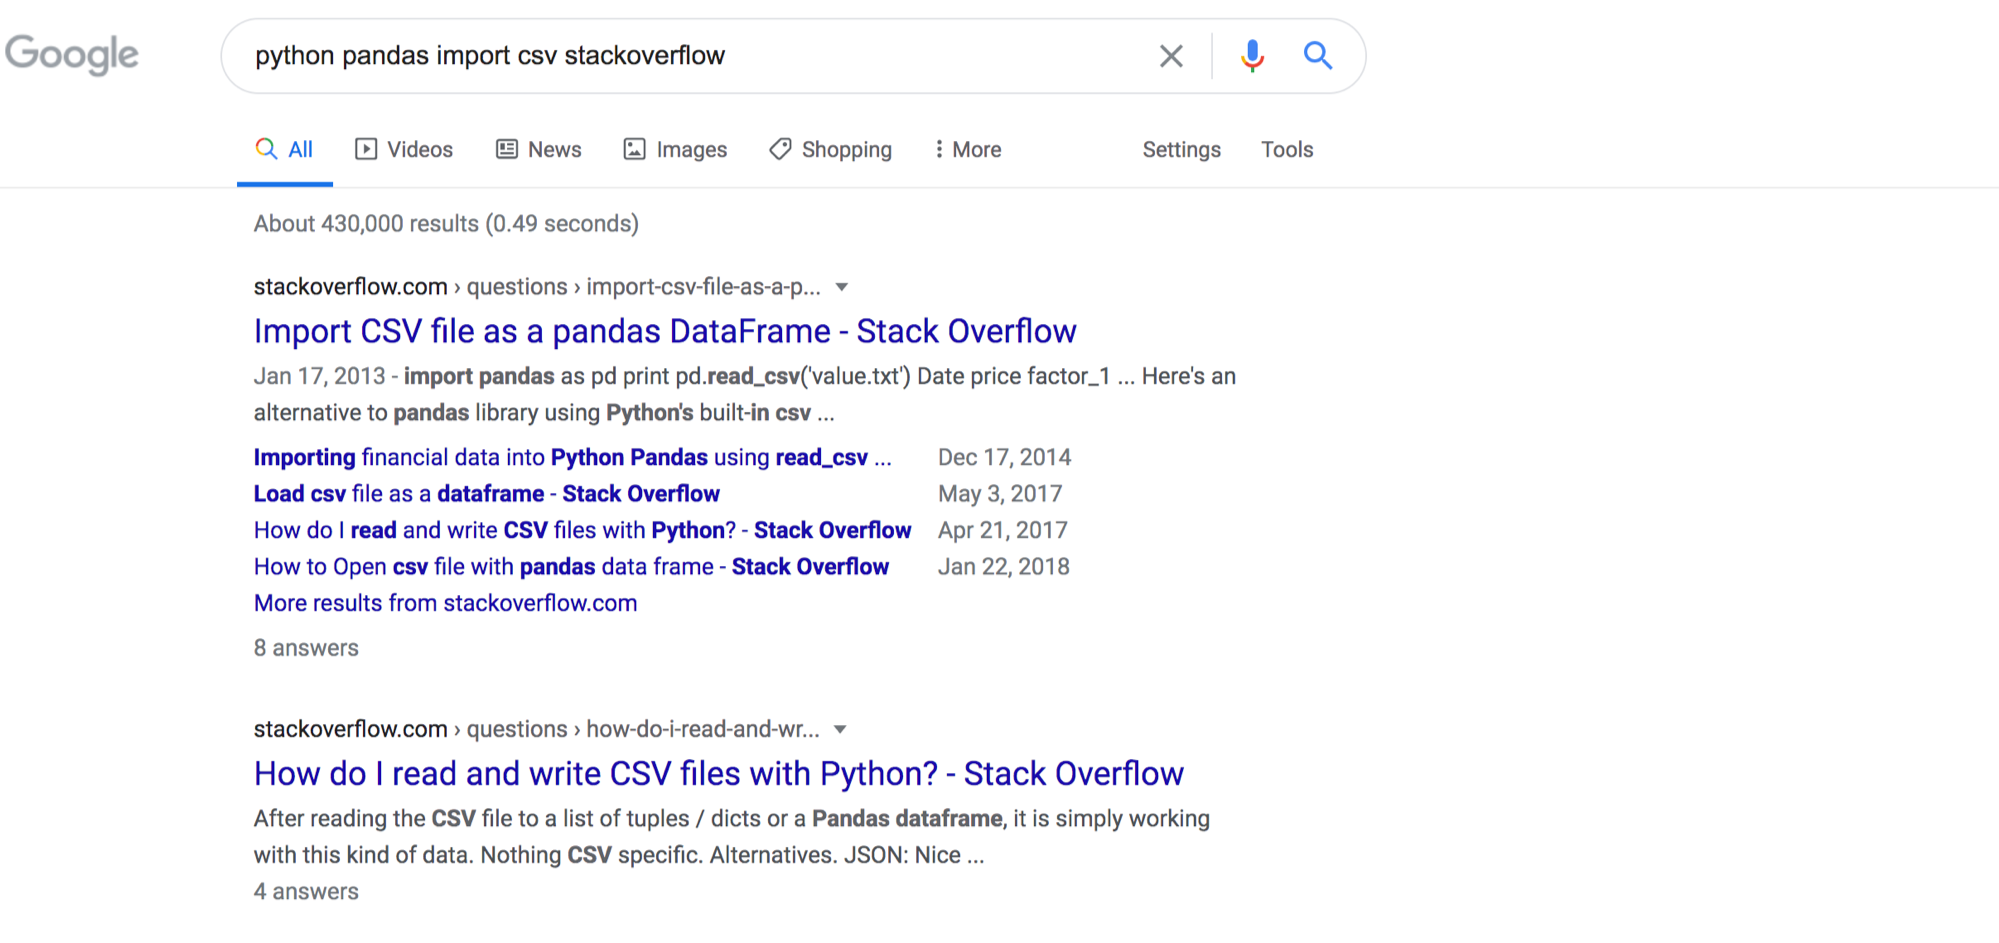 Google
python pandas import csv stackoverflow
All Videos News Images Shopping More Settings Tools
About 430,000 results (0.49 seconds)
stackoverflow.com › questions › import-csv-file-as-a-p...
Import CSV file as a pandas DataFrame - Stack Overflow
Jan 17, 2013 - import pandas as pd print pd.read_csv('value.txt') Date price factor_1 ... Here's an
alternative to pandas library using Python's built-in csv ...
Importing financial data into Python Pandas using read_csv ... Dec 17, 2014
Load csv file as a dataframe - Stack Overflow May 3, 2017
How do I read and write CSV files with Python? - Stack Overflow Apr 21, 2017
How to Open csv file with pandas data frame - Stack Overflow Jan 22, 2018
More results from stackoverflow.com
8 answers
stackoverflow.com › questions › how-do-i-read-and-wr...
How do I read and write CSV files with Python? - Stack Overflow
After reading the CSV file to a list of tuples / dicts or a Pandas dataframe, it is simply working
with this kind of data. Nothing CSV specific. Alternatives. JSON: Nice ...
4 answers